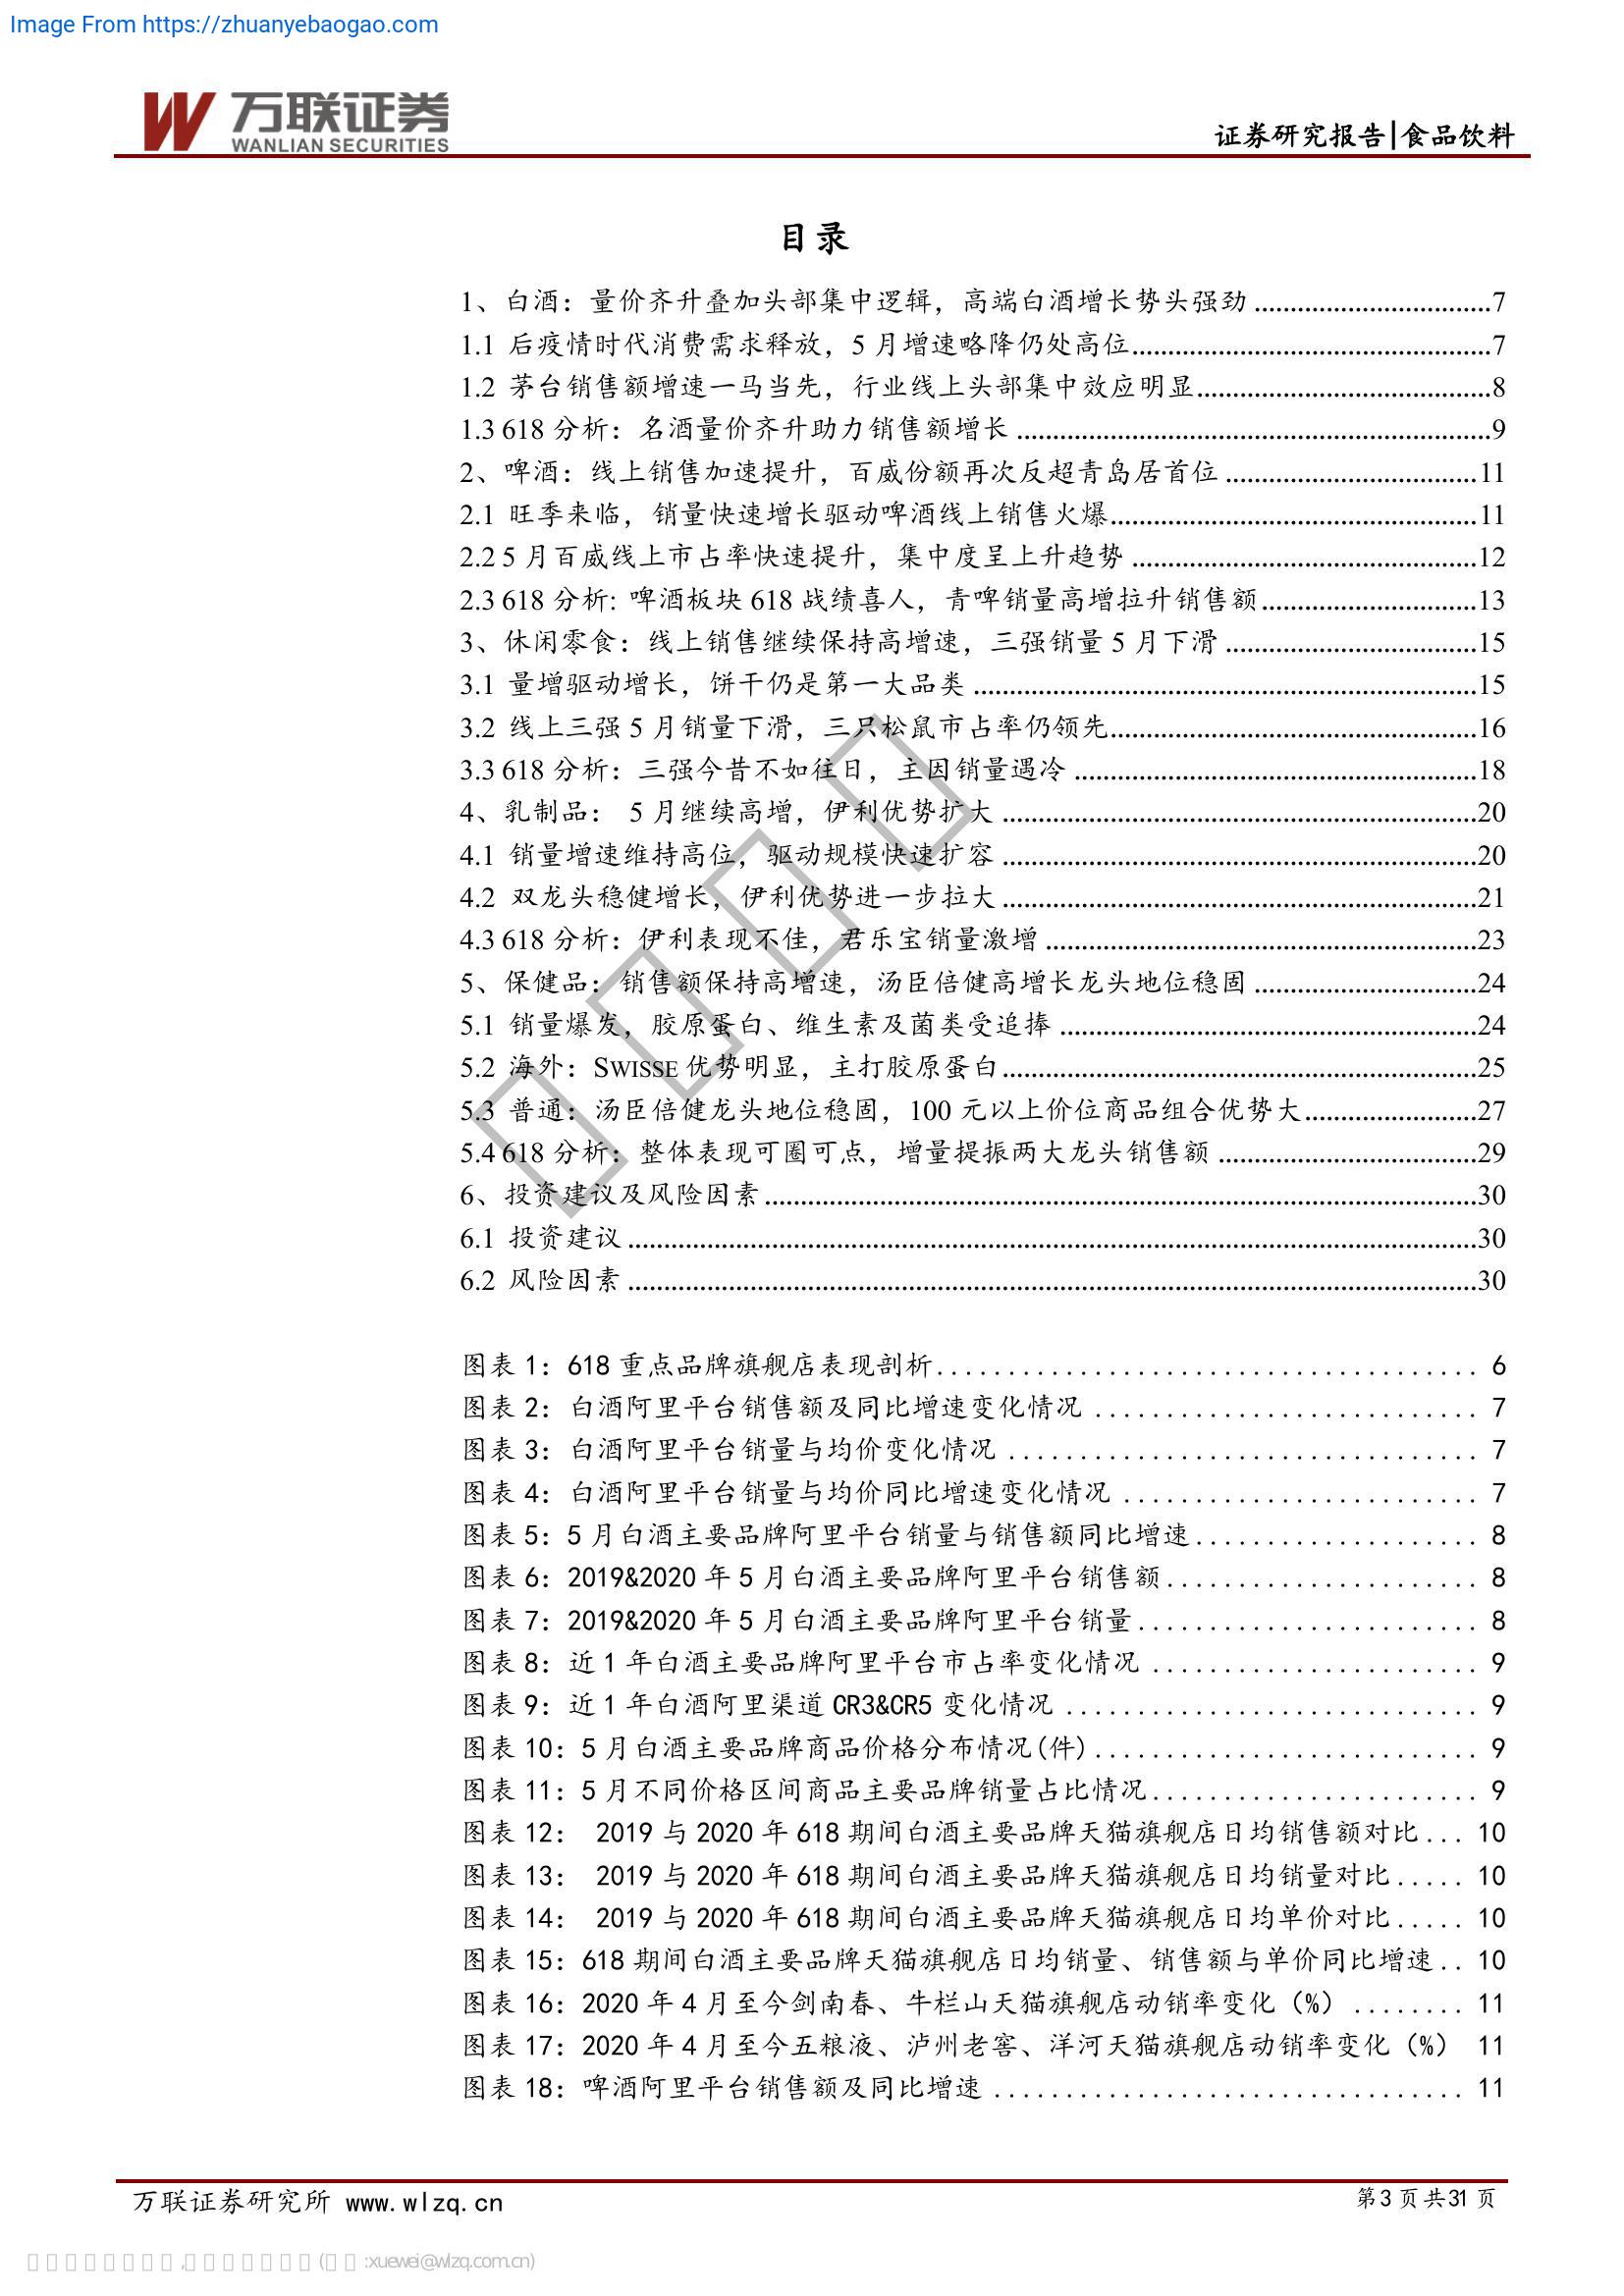 Image From https://zhuanyebaogao.com
万联证券
WANLIAN SECURITIES
证券研究报告|食品饮料
目录
1、白酒：量价齐升叠加头部集中逻辑，高端白酒增长势头强劲................................7
1.1 后疫情时代消费需求释放，5 月增速略降仍处高位.................................................7
1.2 茅台销售额增速一马当先，行业线上头部集中效应明显........................................8
1.3 618 分析：名酒量价齐升助力销售额增长.................................................................9
2、啤酒：线上销售加速提升，百威份额再次反超青岛居首位..................................11
2.1 旺季来临，销量快速增长驱动啤酒线上销售火爆..................................................11
2.2 5 月百威线上市占率快速提升，集中度呈上升趋势...............................................12
2.3 618 分析: 啤酒板块 618 战绩喜人，青啤销量高增拉升销售额..............................13
3、休闲零食：线上销售继续保持高增速，三强销量 5 月下滑..................................15
3.1 量增驱动增长，饼干仍是第一大品类.....................................................................15
3.2 线上三强 5 月销量下滑，三只松鼠市占率仍领先..................................................16
3.3 618 分析：三强今昔不如往日，主因销量遇冷.......................................................18
4、乳制品： 5 月继续高增，伊利优势扩大.................................................................20
4.1 销量增速维持高位，驱动规模快速扩容.................................................................20
4.2 双龙头稳健增长，伊利优势进一步拉大.................................................................21
4.3 618 分析：伊利表现不佳，君乐宝销量激增...........................................................23
5、保健品：销售额保持高增速，汤臣倍健高增长龙头地位稳固..............................24
5.1 销量爆发，胶原蛋白、维生素及菌类受追捧.........................................................24
5.2 海外：SWISSE 优势明显，主打胶原蛋白.................................................................25
5.3 普通：汤臣倍健龙头地位稳固，100 元以上价位商品组合优势大.......................27
5.4 618 分析：整体表现可圈可点，增量提振两大龙头销售额...................................29
6、投资建议及风险因素.................................................................................................30
6.1 投资建议.....................................................................................................................30
6.2 风险因素.....................................................................................................................30
图表 1：618 重点品牌旗舰店表现剖析...................................... 6
图表 2：白酒阿里平台销售额及同比增速变化情况........................... 7
图表 3：白酒阿里平台销量与均价变化情况................................. 7
图表 4：白酒阿里平台销量与均价同比增速变化情况......................... 7
图表 5：5 月白酒主要品牌阿里平台销量与销售额同比增速.................... 8
图表 6：2019&2020 年 5 月白酒主要品牌阿里平台销售额...................... 8
图表 7：2019&2020 年 5 月白酒主要品牌阿里平台销量........................ 8
图表 8：近 1 年白酒主要品牌阿里平台市占率变化情况....................... 9
图表 9：近 1 年白酒阿里渠道 CR3&CR5 变化情况............................. 9
图表 10：5 月白酒主要品牌商品价格分布情况(件)........................... 9
图表 11：5 月不同价格区间商品主要品牌销量占比情况....................... 9
图表 12： 2019 与 2020 年 618 期间白酒主要品牌天猫旗舰店日均销售额对比... 10
图表 13： 2019 与 2020 年 618 期间白酒主要品牌天猫旗舰店日均销量对比..... 10
图表 14： 2019 与 2020 年 618 期间白酒主要品牌天猫旗舰店日均单价对比..... 10
图表 15：618 期间白酒主要品牌天猫旗舰店日均销量、销售额与单价同比增速.. 10
图表 16：2020 年 4 月至今剑南春、牛栏山天猫旗舰店动销率变化（%）........ 11
图表 17：2020 年 4 月至今五粮液、泸州老窖、洋河天猫旗舰店动销率变化（%） 11
图表 18：啤酒阿里平台销售额及同比增速................................. 11
万联证券研究所 www.wlzq.cn
第 3 页 共 31 页
(:xuewei@wlzq.com.cn)